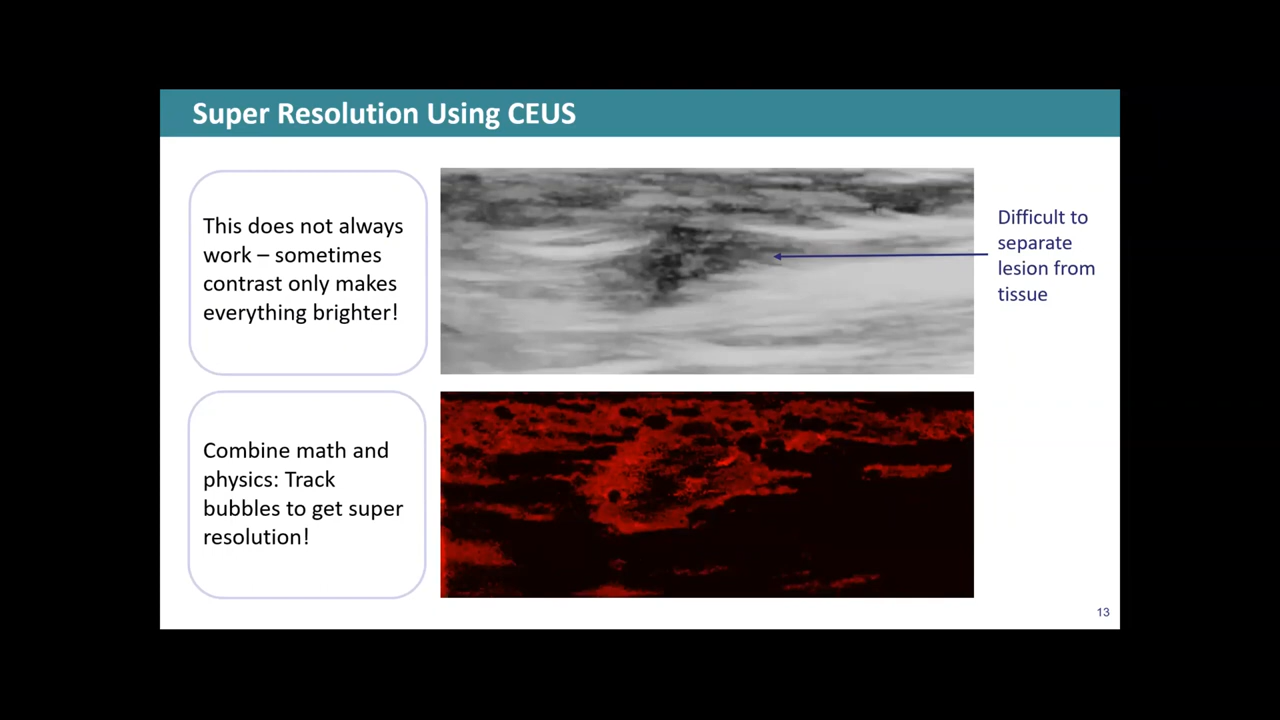 Super Resolution Using CEUS
This does not always
work – sometimes
contrast only makes
everything brighter!
Difficult to
separate
lesion from
tissue
Combine math and
physics: Track
bubbles to get super
resolution!
13